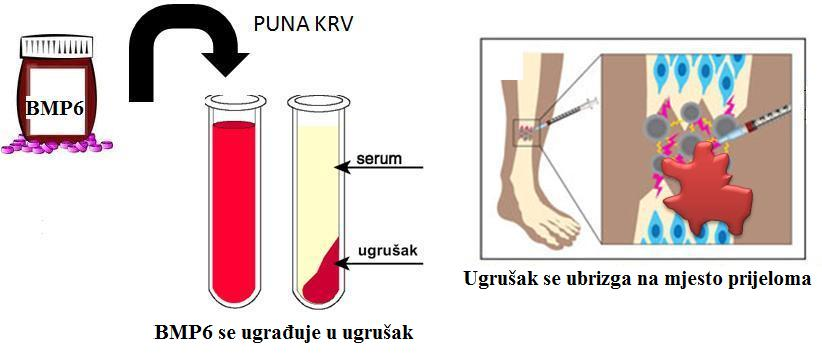 BMP6
PUNA KRV
serum
ugrušak
BMP6 se ugrađuje u ugrušak
Ugrušak se ubrizga na mjesto prijeloma